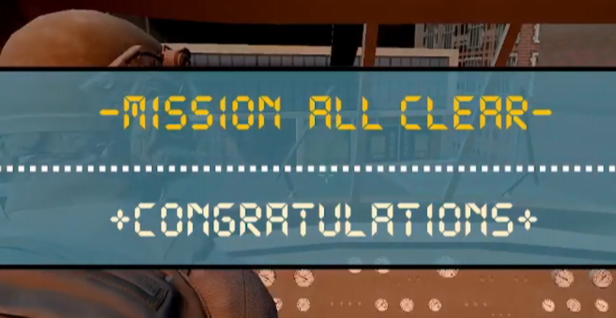 -MISSION ALL CLEAR-
+CONGRATULATIONS+